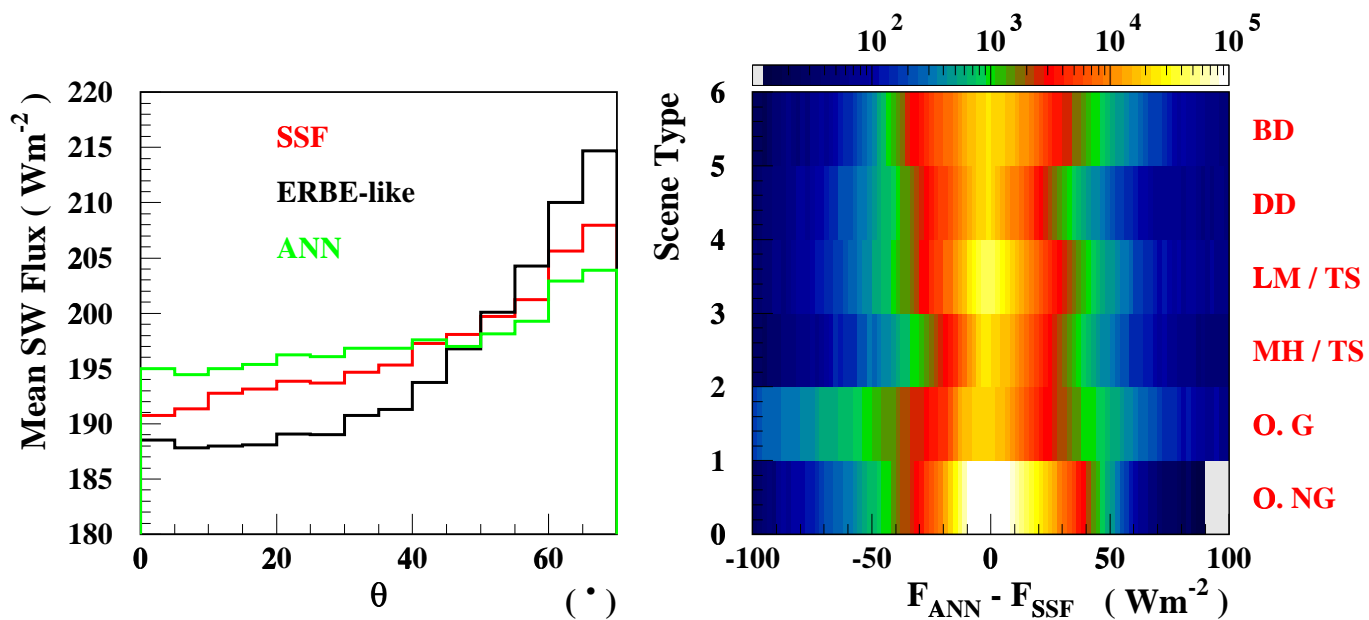 220
215
210
205
200
195
190
185
180
Mean SW Flux ( Wm⁻²)
SSF
ERBE-like
ANN
0 20 40 60
θ ( ° )
10² 10³ 10⁴ 10⁵
6
5
4
3
2
1
0
Scene Type
BD
DD
LM / TS
MH / TS
O. G
O. NG
-100 -50 0 50 100
F_ANN - F_SSF ( Wm⁻² )